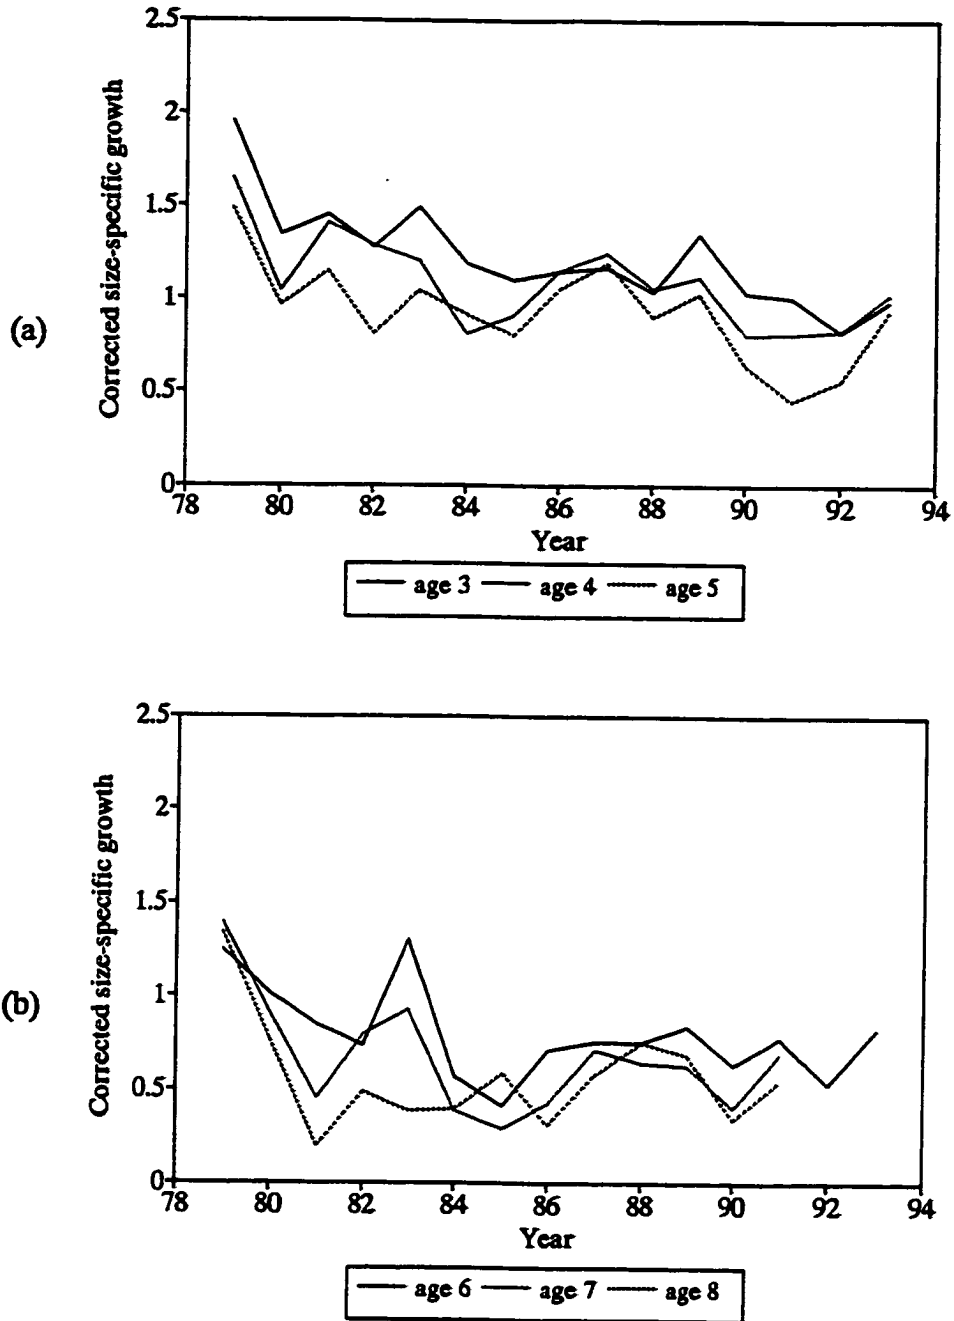 2.5
2
1.5
1
0.5
0
Corrected size-specific growth
(a)
78 80 82 84 86 88 90 92 94
Year
age 3 age 4 age 5
2.5
2
1.5
1
0.5
0
Corrected size-specific growth
(b)
78 80 82 84 86 88 90 92 94
Year
age 6 age 7 age 8